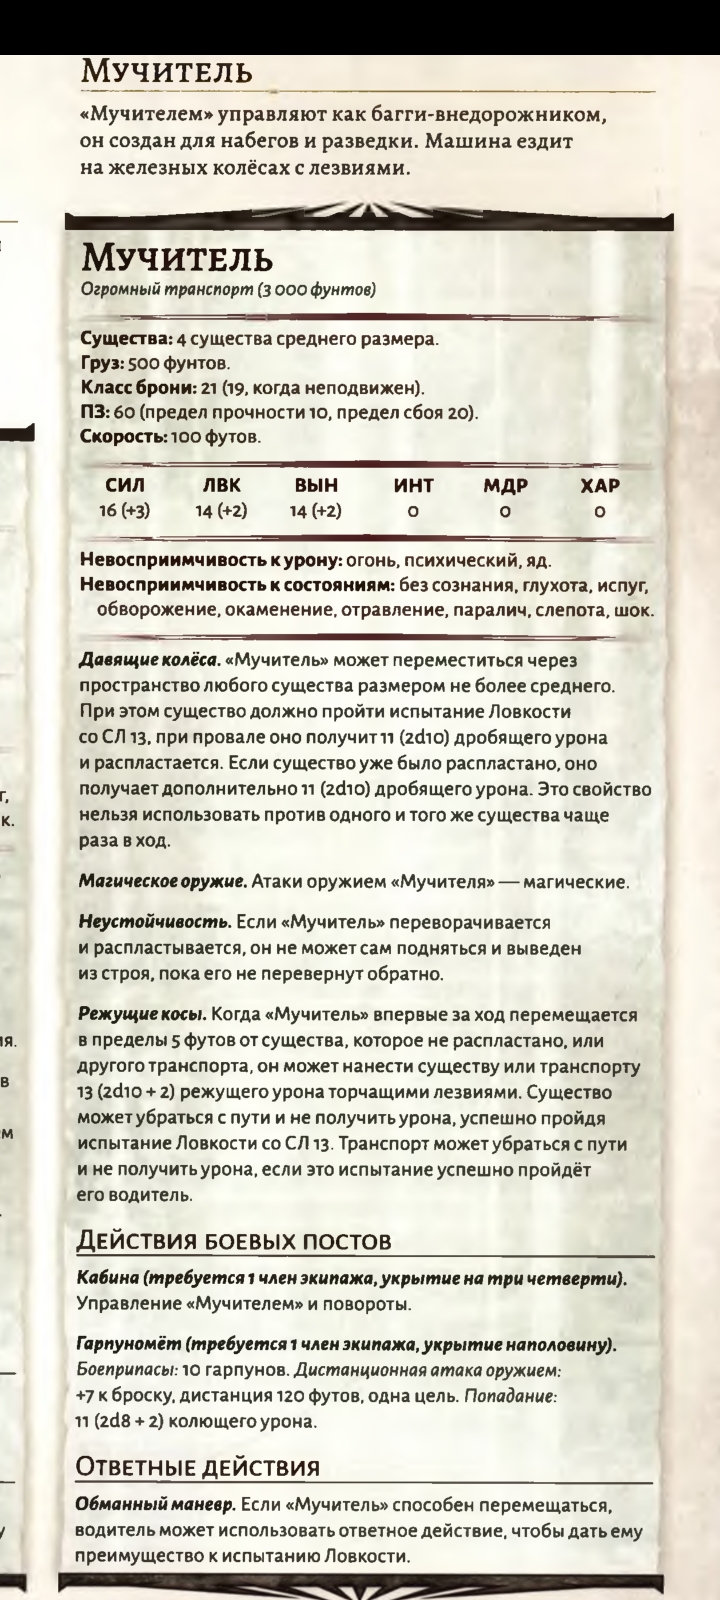 Мучитель
«Мучителем» управляют как багги-внедорожником,
он создан для набегов и разведки. Машина ездит
на железных колёсах с лезвиями.
Мучитель
Огромный транспорт (3 000 фунтов)
Существа: 4 существа среднего размера.
Груз: 500 фунтов.
Класс брони: 21 (19, когда неподвижен).
ПЗ: 60 (предел прочности 10, предел сбоя 20).
Скорость: 100 футов.
СИЛ ЛВК ВЫН ИНТ МДР ХАР
16 (+3) 14 (+2) 14 (+2) 0 0 0
Невосприимчивость к урону: огонь, психический, яд.
Невосприимчивость к состояниям: без сознания, глухота, испуг,
обворожение, окаменение, отравление, паралич, слепота, шок.
Давящие колёса. «Мучитель» может переместиться через
пространство любого существа размером не более среднего.
При этом существо должно пройти испытание Ловкости
со СЛ 13, при провале оно получит 11 (2d10) дробящего урона
и распластается. Если существо уже было распластано, оно
получает дополнительно 11 (2d10) дробящего урона. Это свойство
нельзя использовать против одного и того же существа чаще
раза в ход.
Магическое оружие. Атаки оружием «Мучителя» — магические.
Неустойчивость. Если «Мучитель» переворачивается
и распластывается, он не может сам подняться и выведен
из строя, пока его не перевернут обратно.
Режущие косы. Когда «Мучитель» впервые за ход перемещается
в пределы 5 футов от существа, которое не распластано, или
другого транспорта, он может нанести существу или транспорту
13 (2d10 + 2) режущего урона торчащими лезвиями. Существо
может убраться с пути и не получить урона, успешно пройдя
испытание Ловкости со СЛ 13. Транспорт может убраться с пути
и не получить урона, если это испытание успешно пройдёт
его водитель.
Действия боевых постов
Кабина (требуется 1 член экипажа, укрытие на три четверти).
Управление «Мучителем» и повороты.
Гарпуномёт (требуется 1 член экипажа, укрытие наполовину).
Боеприпасы: 10 гарпунов. Дистанционная атака оружием:
+7 к броску, дистанция 120 футов, одна цель. Попадание:
11 (2d8 + 2) колющего урона.
Ответные действия
Обманный маневр. Если «Мучитель» способен перемещаться,
водитель может использовать ответное действие, чтобы дать ему
преимущество к испытанию Ловкости.